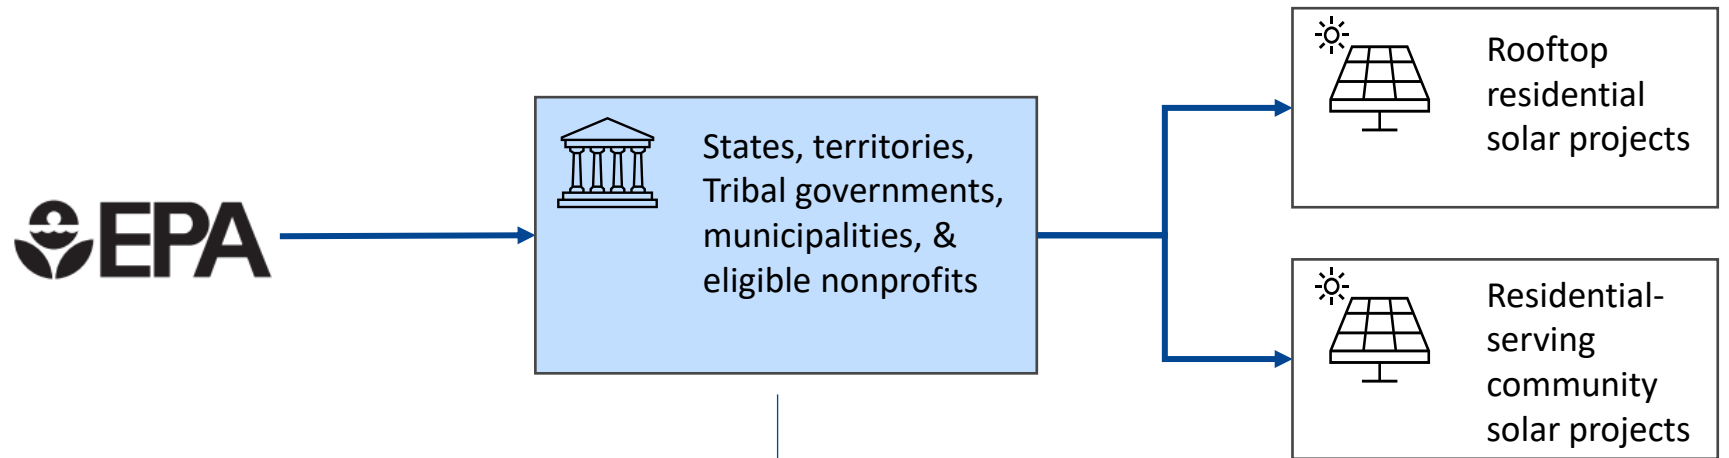 EPA
States, territories,
Tribal governments,
municipalities, &
eligible nonprofits
Rooftop
residential
solar projects
Residential-
serving
community
solar projects